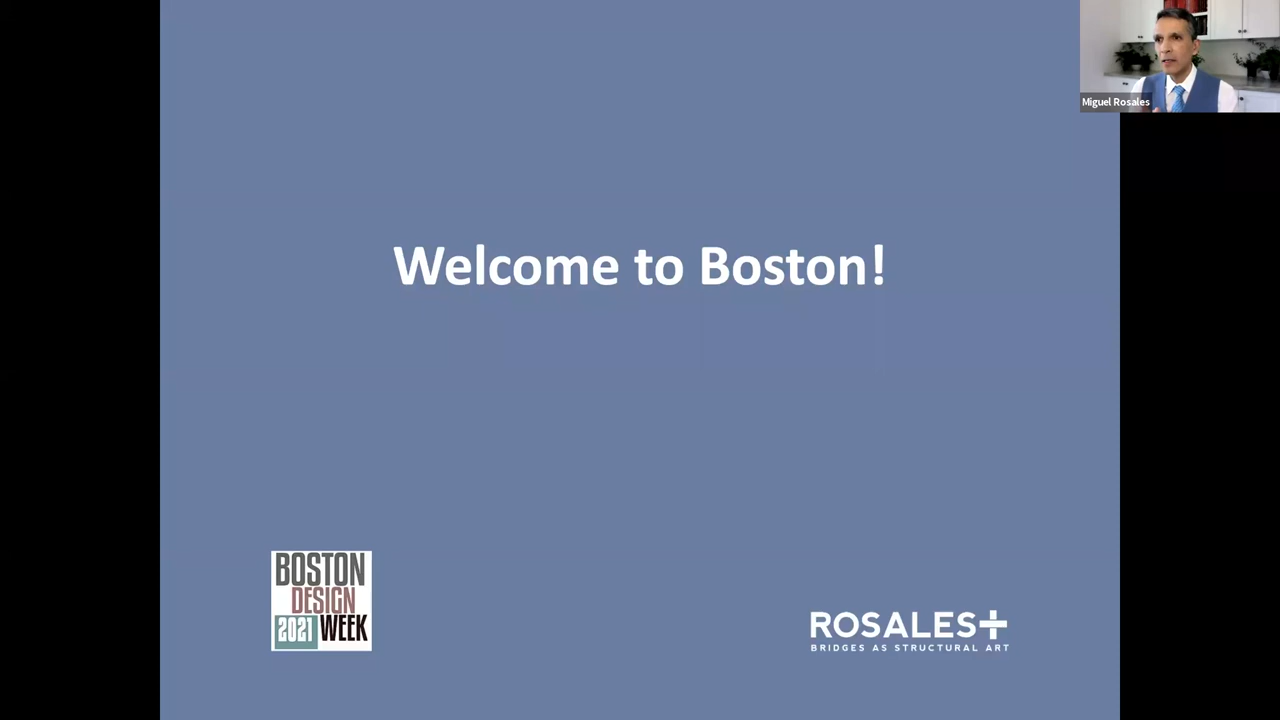 Miguel Rosales
Welcome to Boston!
BOSTON
DESIGN
2021 WEEK
ROSALES+
BRIDGES AS STRUCTURAL ART